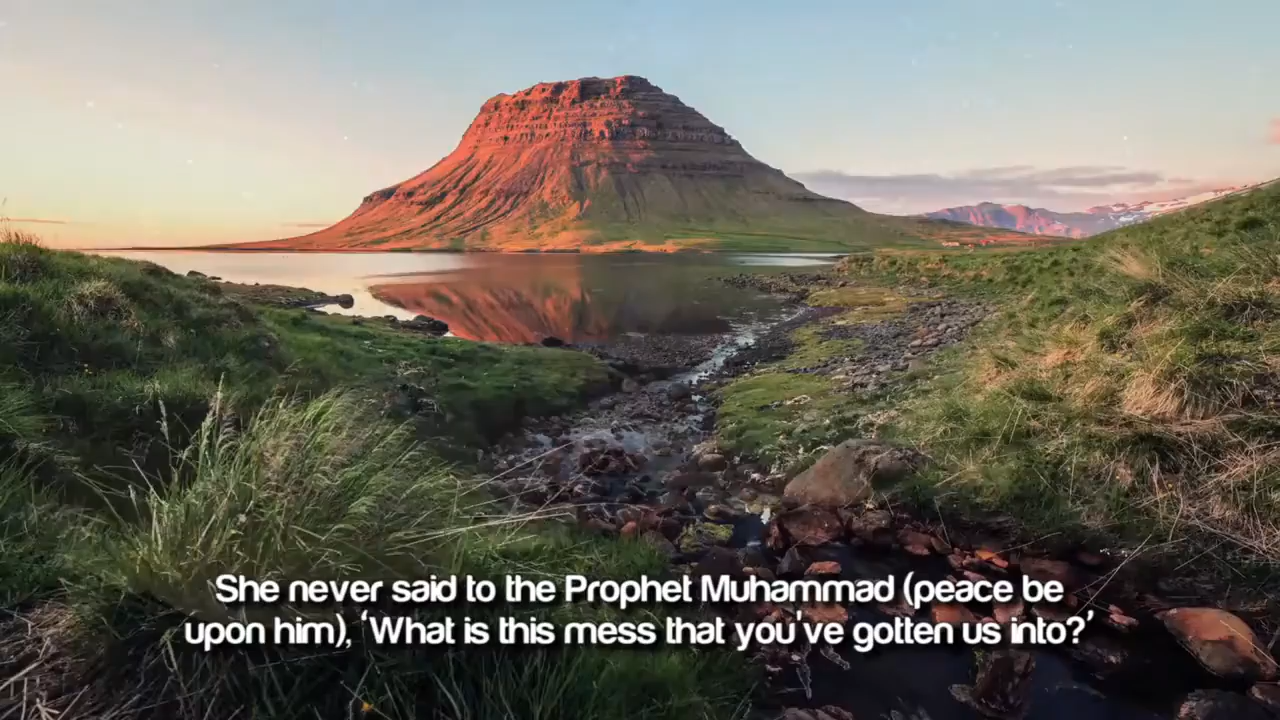 She never said to the Prophet Muhammad (peace be
upon him), ‘What is this mess that you've gotten us into?’